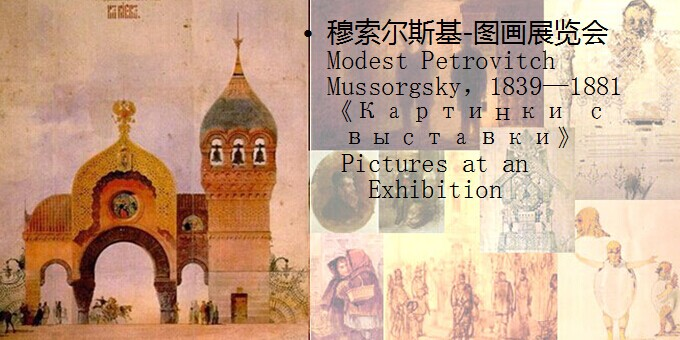 穆索尔斯基-图画展览会
Modest Petrovitch
Mussorgsky, 1839—1881
《Картинки с
выставки》
Pictures at an
Exhibition